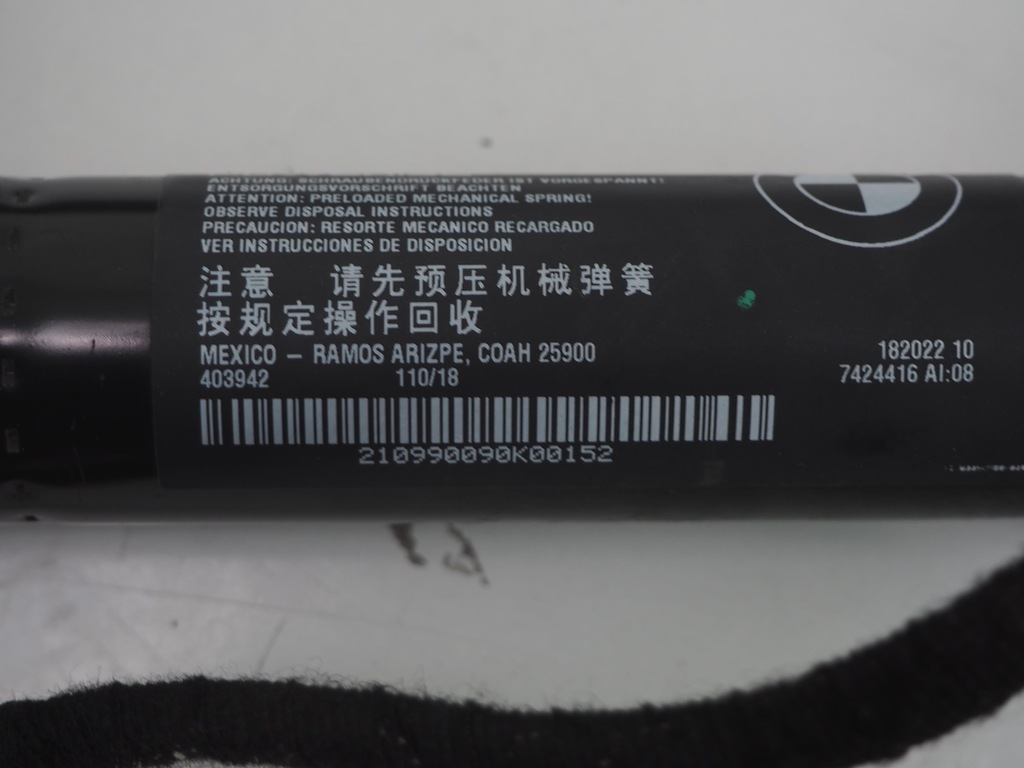 ACHTUNG: SCHRAUBENDRUCKFEDER IST VORGESPANNT!
ENTSORGUNGSVORSCHRIFT BEACHTEN
ATTENTION: PRELOADED MECHANICAL SPRING!
OBSERVE DISPOSAL INSTRUCTIONS
PRECAUCION: RESORTE MECANICO RECARGADO
VER INSTRUCCIONES DE DISPOSICION
注意 请先预压机械弹簧
按规定操作回收
MEXICO – RAMOS ARIZPE, COAH 25900
403942 110/18
210990090K00152
182022 10
7424416 AI:08